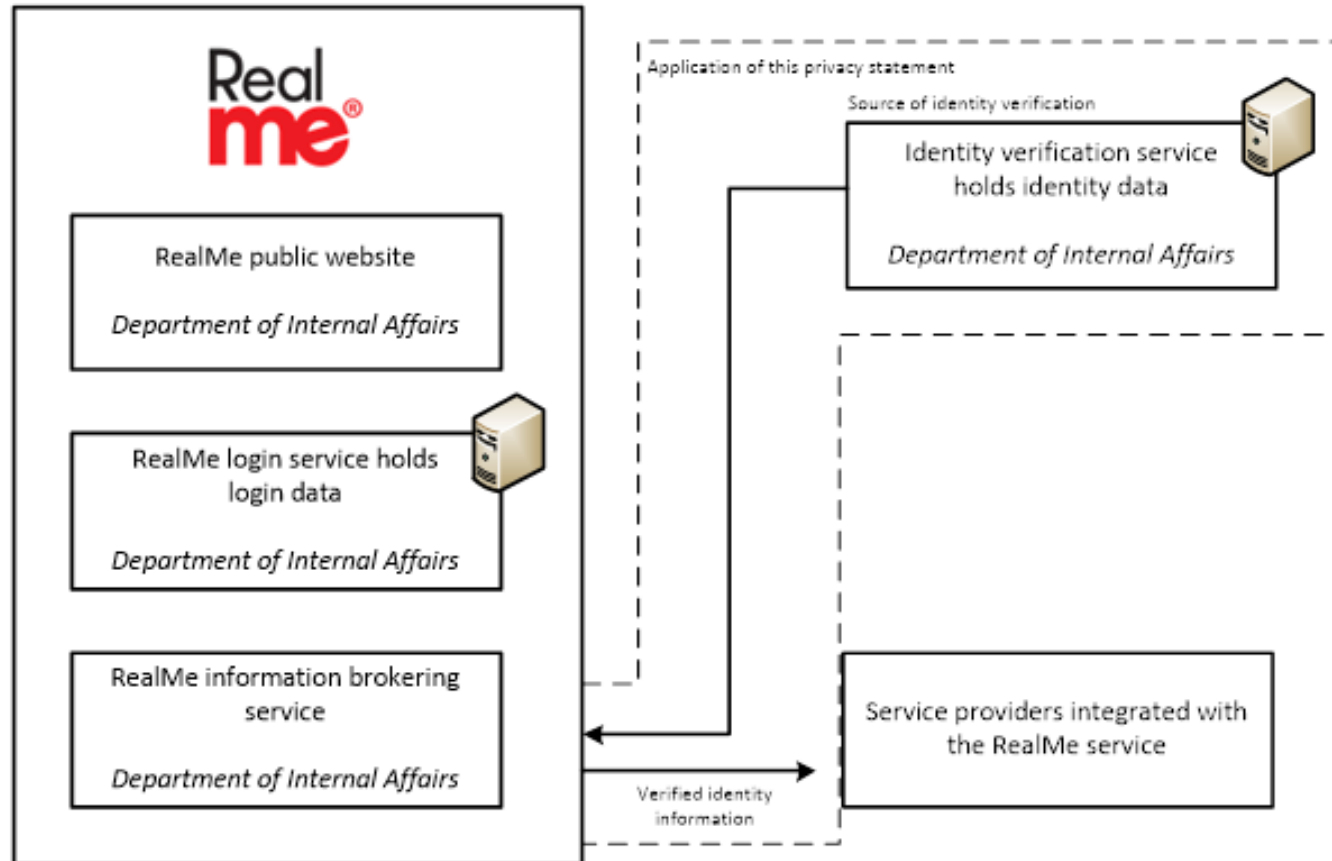 Real
me®
RealMe public website
Department of Internal Affairs
RealMe login service holds
login data
Department of Internal Affairs
RealMe information brokering
service
Department of Internal Affairs
Application of this privacy statement
Source of identity verification
Identity verification service
holds identity data
Department of Internal Affairs
Verified identity
information
Service providers integrated with
the RealMe service